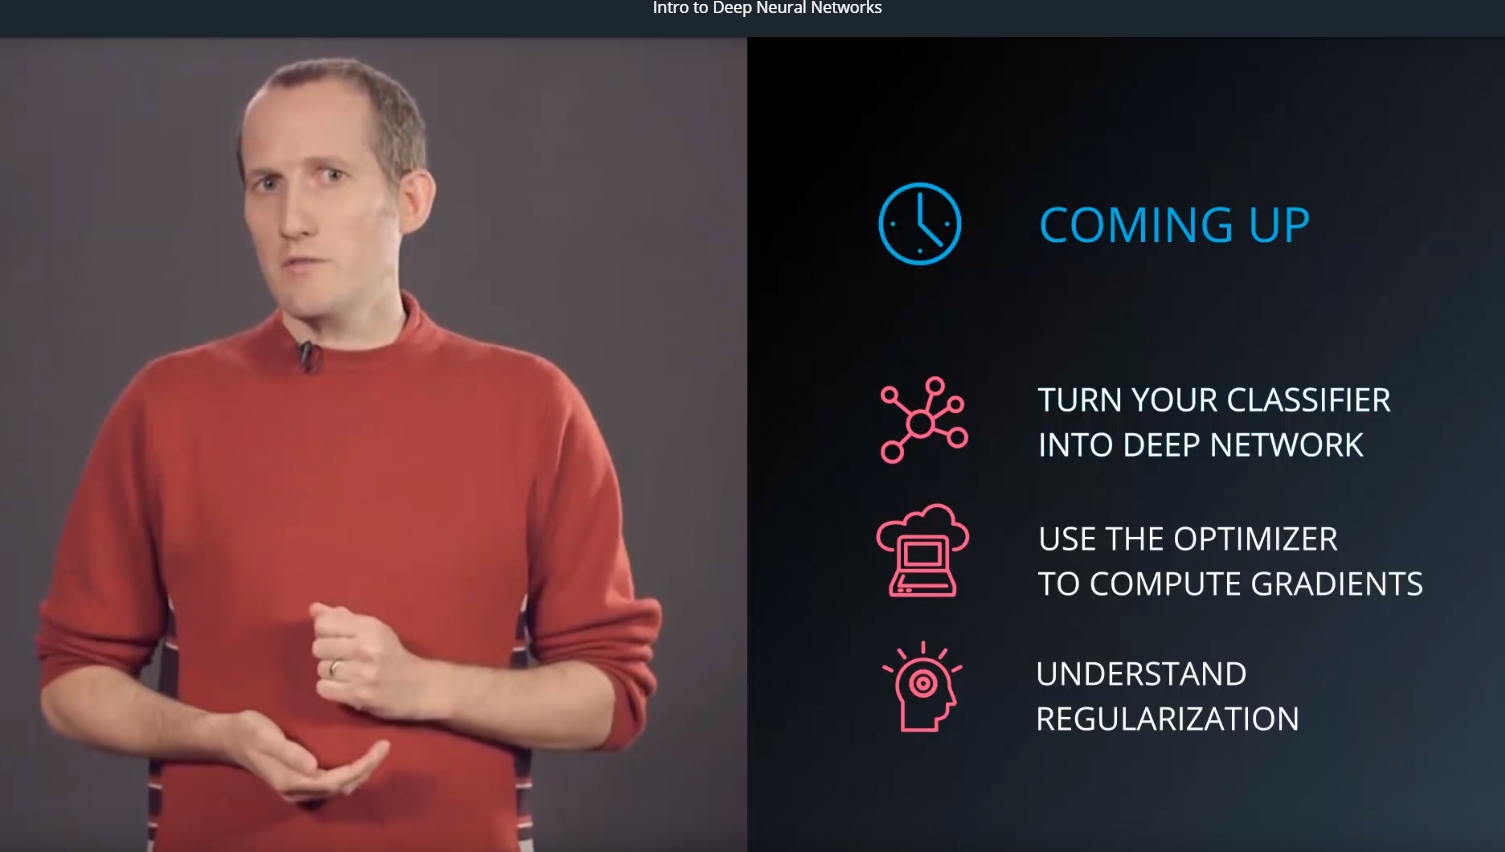 Intro to Deep Neural Networks
COMING UP
TURN YOUR CLASSIFIER
INTO DEEP NETWORK
USE THE OPTIMIZER
TO COMPUTE GRADIENTS
UNDERSTAND
REGULARIZATION